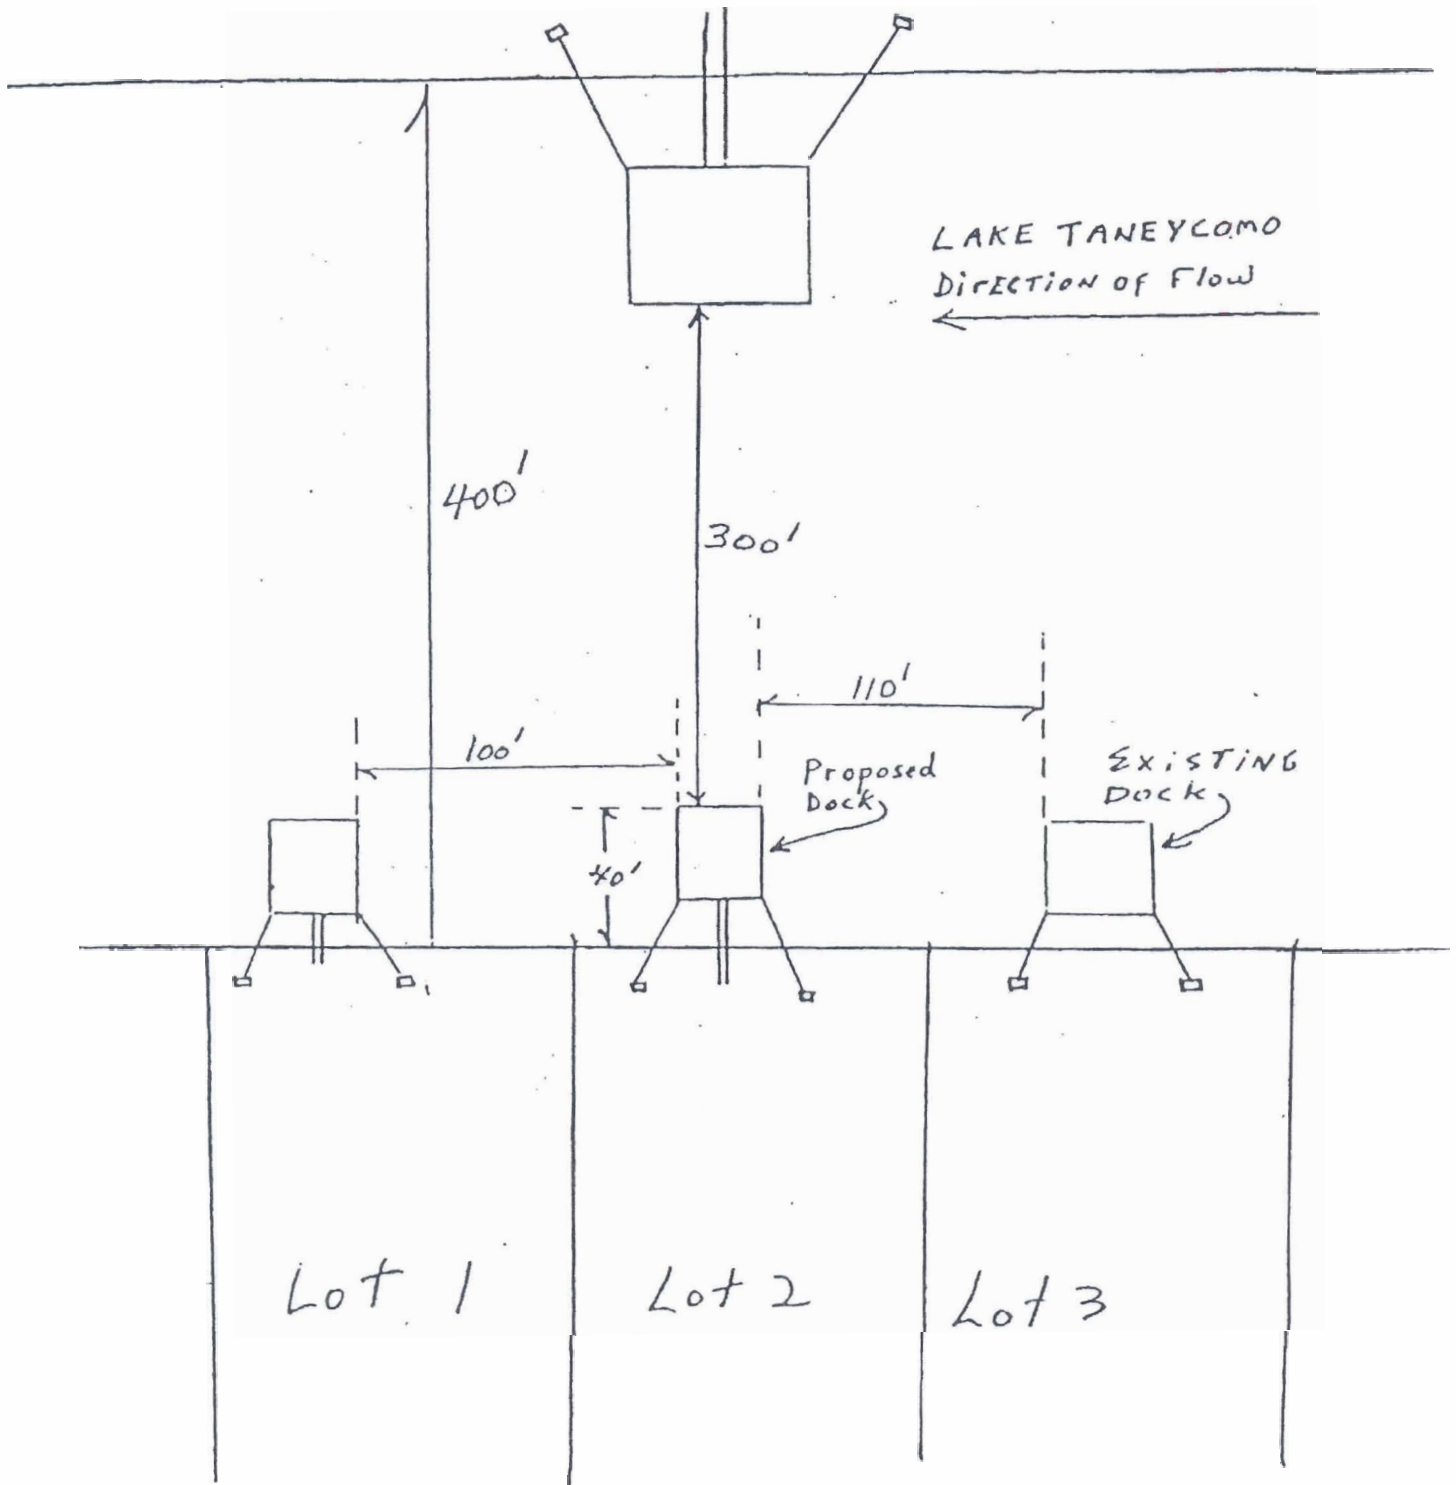 LAKE TANEYCOMO
Direction of Flow
400'
300'
110'
100'
Proposed
Dock
Existing
Dock
40'
Lot 1
Lot 2
Lot 3